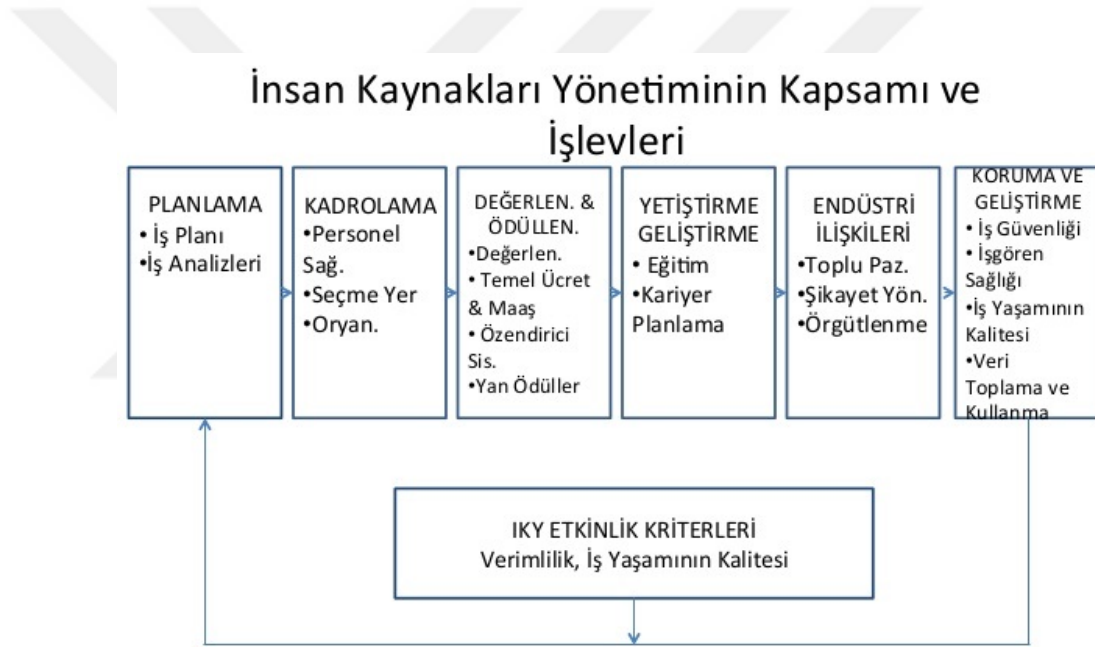 İnsan Kaynakları Yönetiminin Kapsamı ve
İşlevleri
PLANLAMA
• İş Planı
•İş Analizleri
KADROLAMA
•Personel
Sağ.
•Seçme Yer
•Oryan.
DEĞERLEN. &
ÖDÜLLEN.
•Değerlen.
• Temel Ücret
& Maaş
• Özendirici
Sis.
•Yan Ödüller
YETİŞTİRME
GELİŞTİRME
• Eğitim
•Kariyer
Planlama
ENDÜSTRİ
İLİŞKİLERİ
•Toplu Paz.
•Şikayet Yön.
•Örgütlenme
KORUMA VE
GELİŞTİRME
• İş Güvenliği
• İşgören
Sağlığı
•İş Yaşamının
Kalitesi
•Veri
Toplama ve
Kullanma
IKY ETKİNLİK KRİTERLERİ
Verimlilik, İş Yaşamının Kalitesi